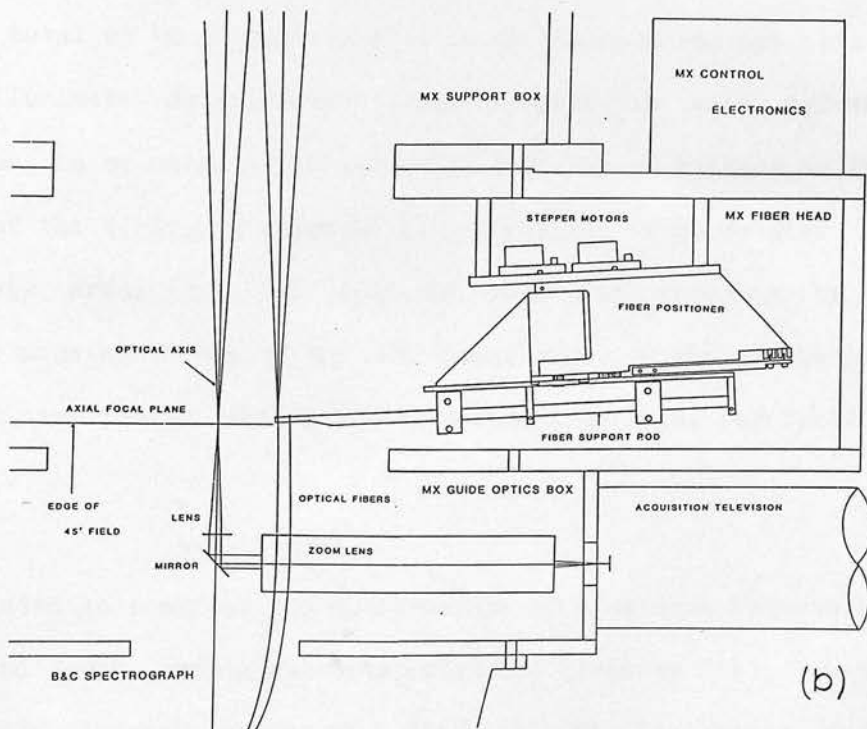 MX SUPPORT BOX
MX CONTROL
ELECTRONICS
STEPPER MOTORS
MX FIBER HEAD
FIBER POSITIONER
OPTICAL AXIS
AXIAL FOCAL PLANE
FIBER SUPPORT ROD
EDGE OF
45' FIELD
LENS
OPTICAL FIBERS
MX GUIDE OPTICS BOX
ACQUISITION TELEVISION
MIRROR
ZOOM LENS
B&C SPECTROGRAPH
(b)